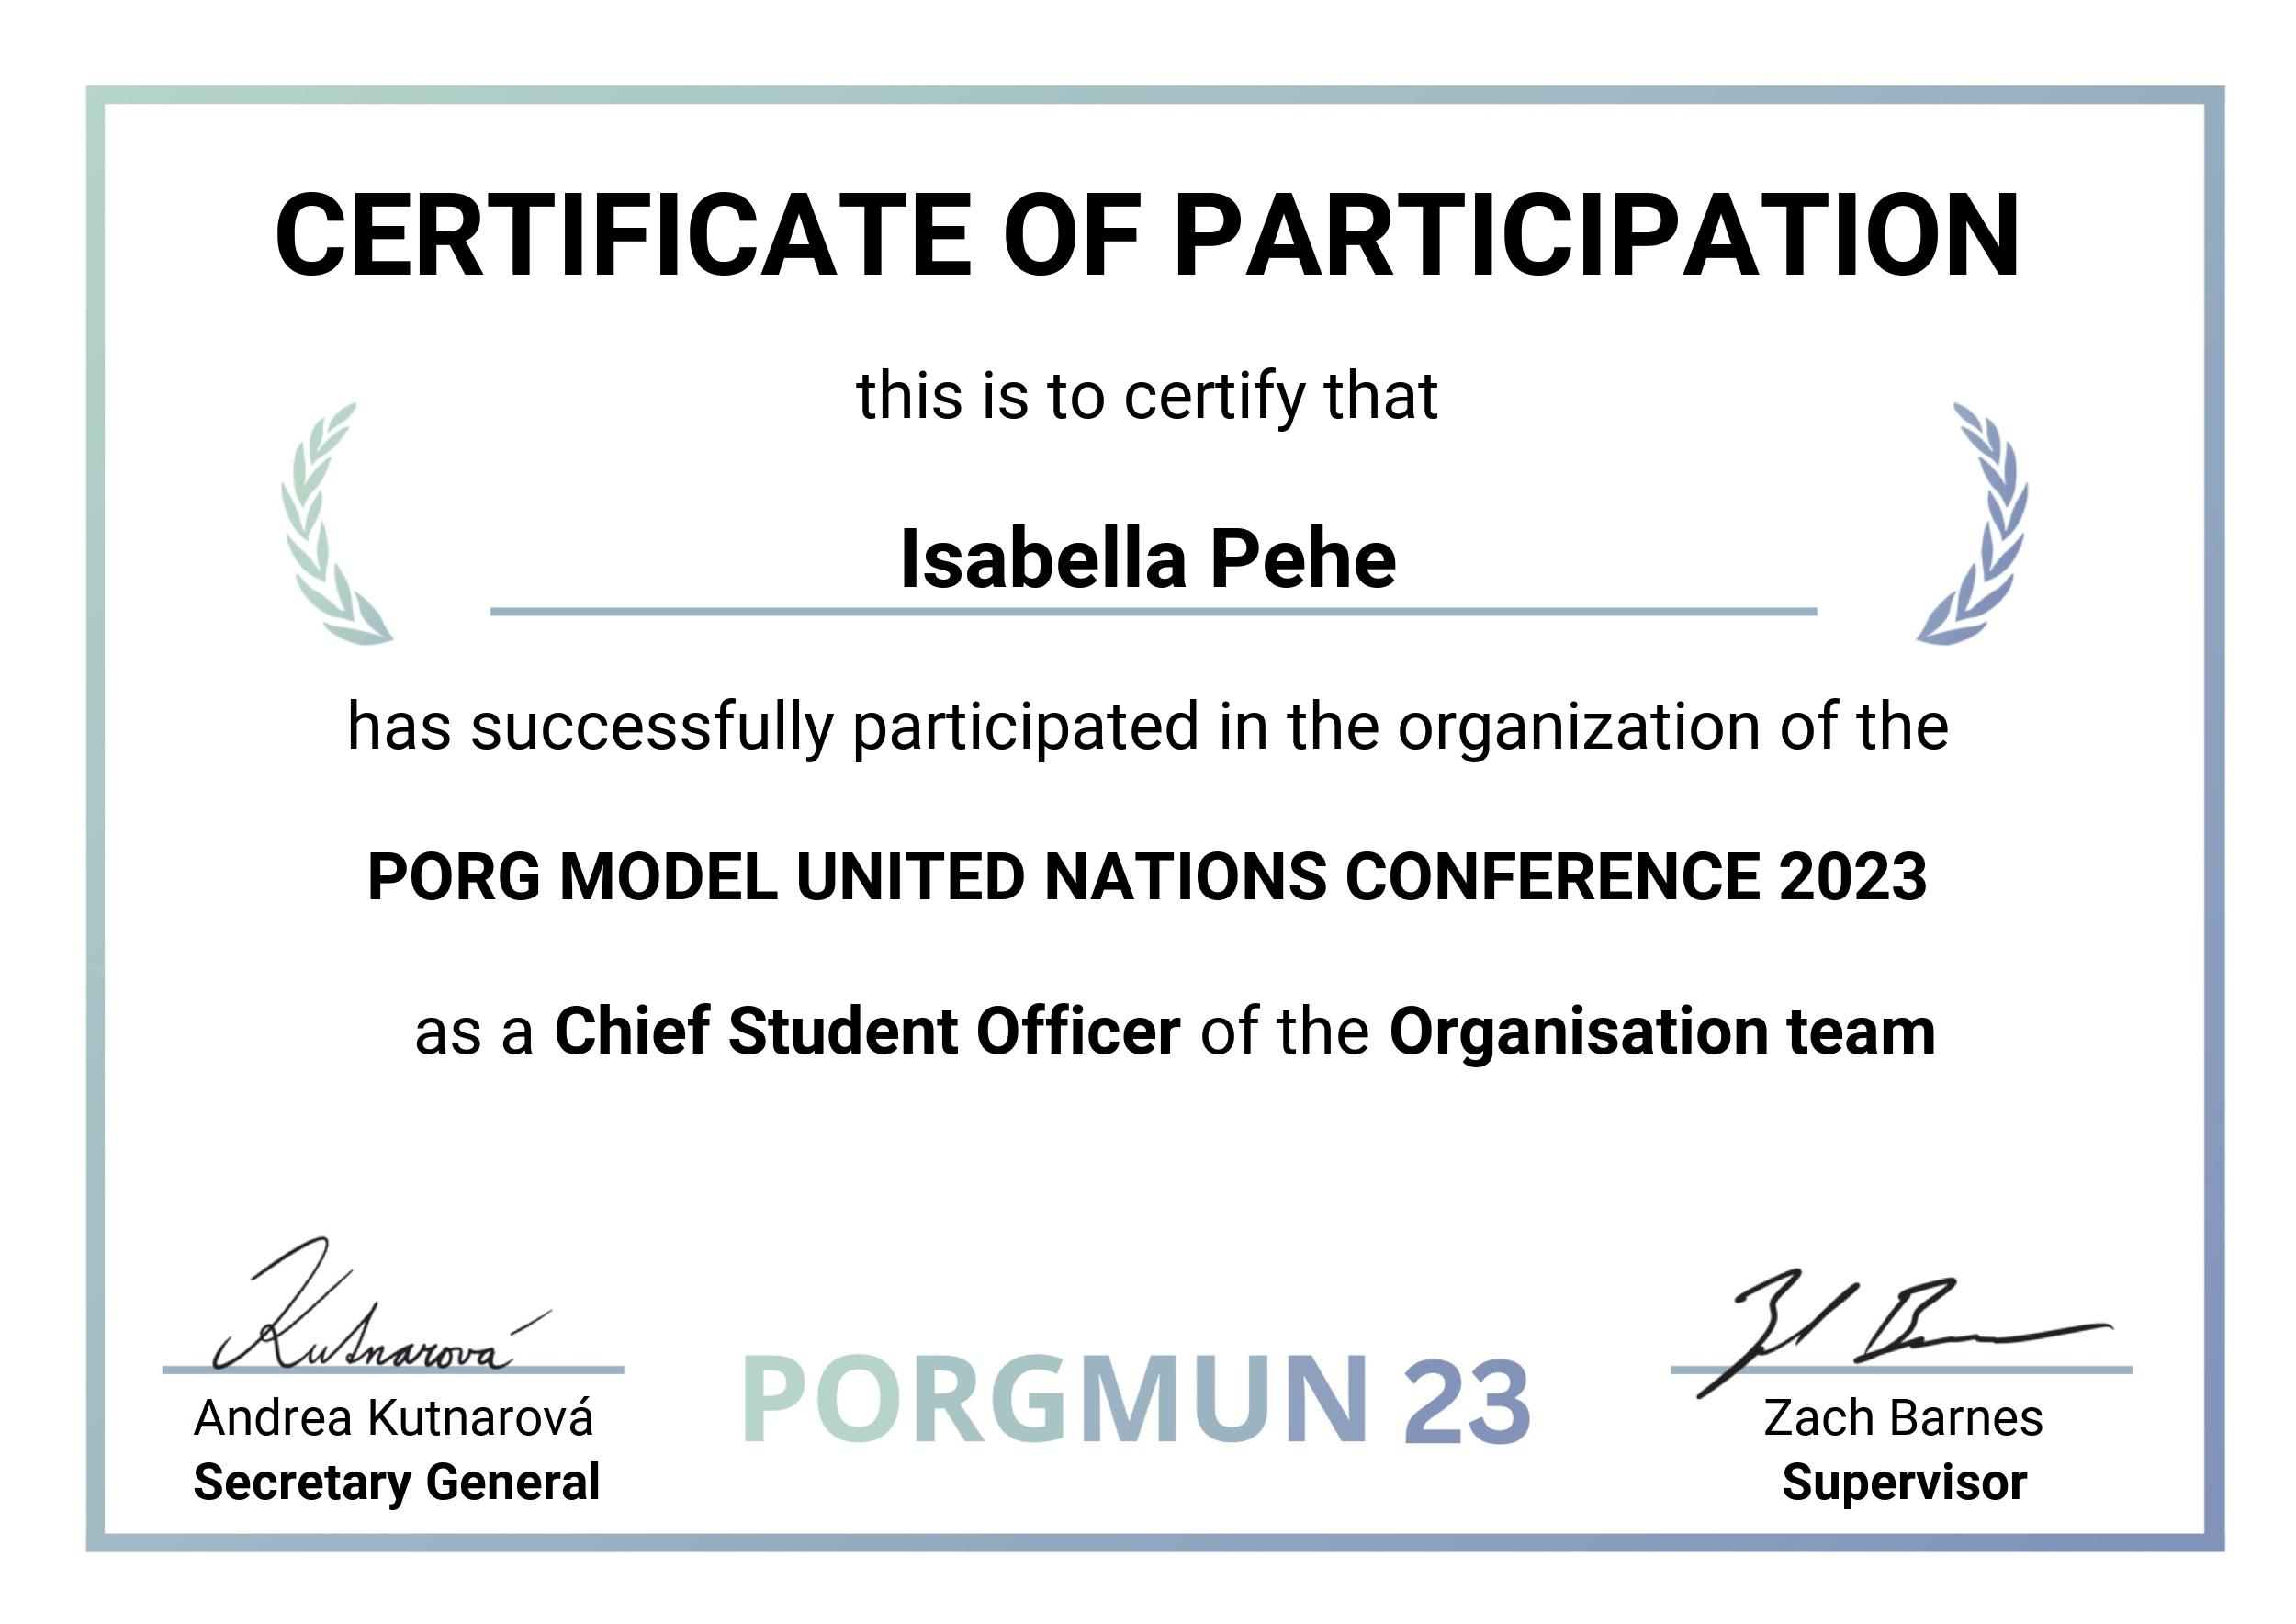 CERTIFICATE OF PARTICIPATION
this is to certify that
Isabella Pehe
has successfully participated in the organization of the
PORG MODEL UNITED NATIONS CONFERENCE 2023
as a Chief Student Officer of the Organisation team
Kutnarová
Andrea Kutnarová
Secretary General
PORGMUN 23
Zach Barnes
Supervisor